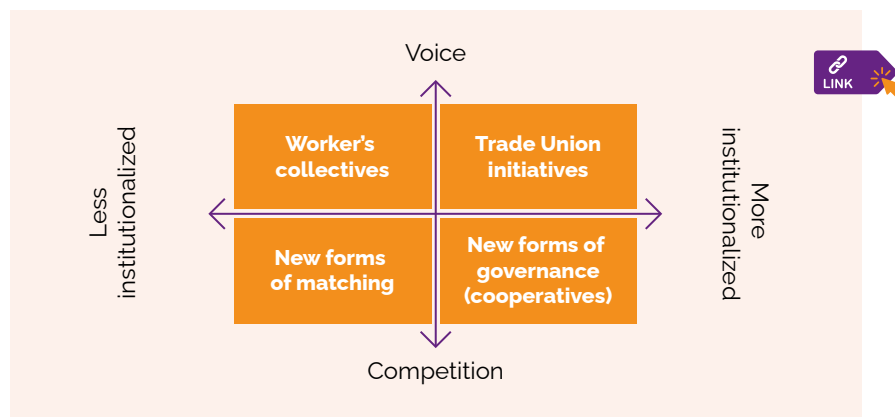 Voice
LINK
Less
institutionalized
Worker's
collectives
Trade Union
initiatives
More
institutionalized
New forms
of matching
New forms of
governance
(cooperatives)
Competition